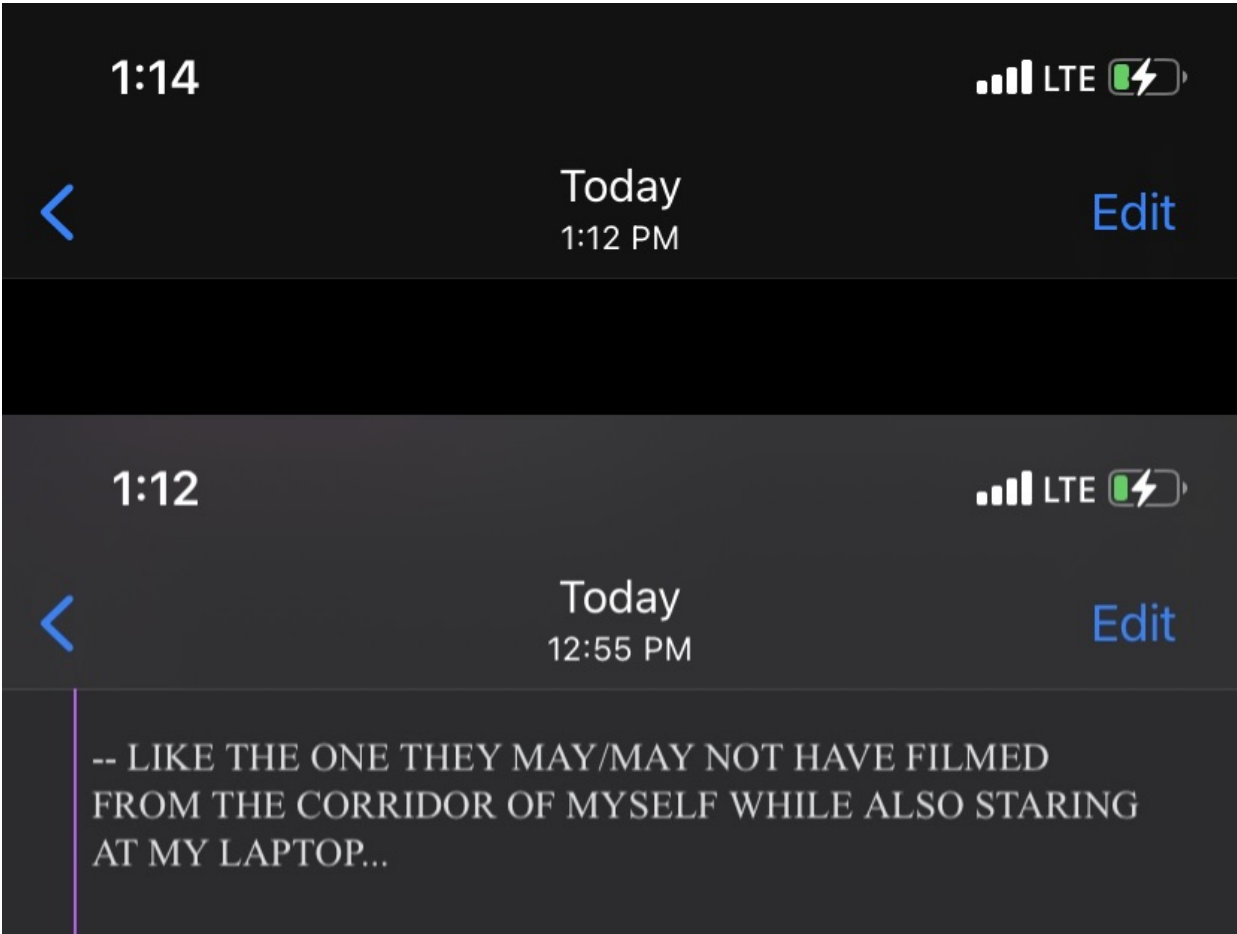 1:14 LTE
Today
Edit
1:12 PM
1:12 LTE
Today
Edit
12:55 PM
-- LIKE THE ONE THEY MAY/MAY NOT HAVE FILMED
FROM THE CORRIDOR OF MYSELF WHILE ALSO STARING
AT MY LAPTOP...